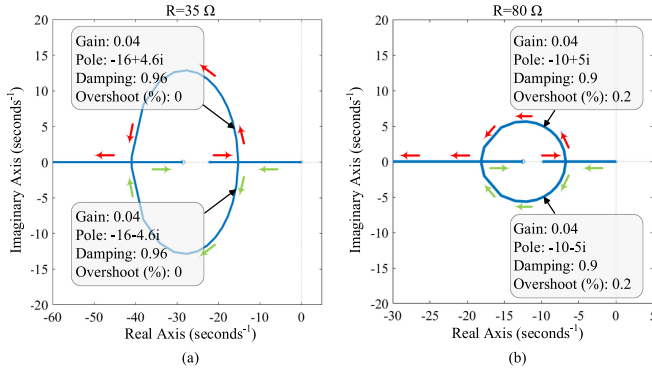 R=35 Ω
Imaginary Axis (seconds⁻¹)
20
15
10
5
0
-5
-10
-15
-20
Gain: 0.04
Pole: -16+4.6i
Damping: 0.96
Overshoot (%): 0
Gain: 0.04
Pole: -16-4.6i
Damping: 0.96
Overshoot (%): 0
-60 -50 -40 -30 -20 -10 0
Real Axis (seconds⁻¹)
(a)
R=80 Ω
Imaginary Axis (seconds⁻¹)
20
15
10
5
0
-5
-10
-15
-20
Gain: 0.04
Pole: -10+5i
Damping: 0.9
Overshoot (%): 0.2
Gain: 0.04
Pole: -10-5i
Damping: 0.9
Overshoot (%): 0.2
-30 -25 -20 -15 -10 -5 0 5
Real Axis (seconds⁻¹)
(b)